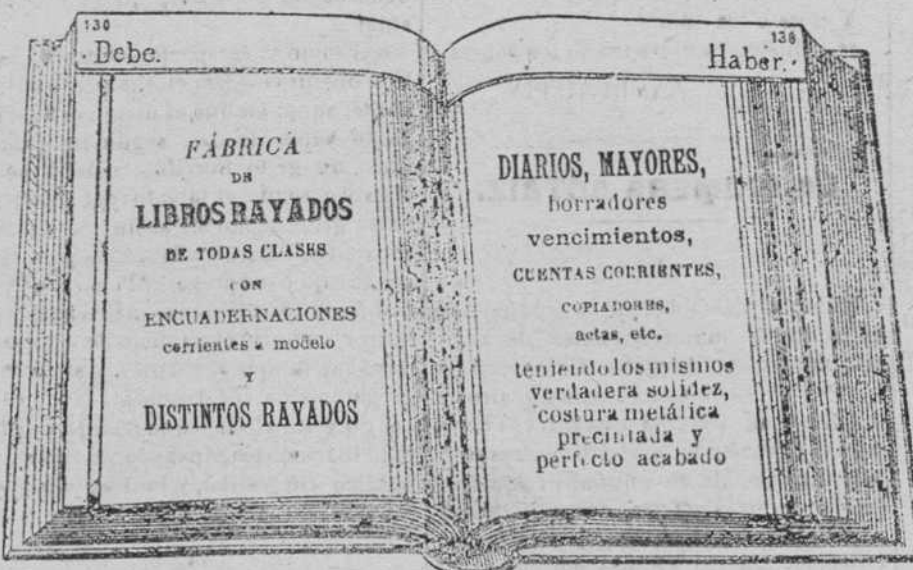 130
Debe.
FÁBRICA
DE
LIBROS RAYADOS
DE TODAS CLASES
CON
ENCUADERNACIONES
corrientes a modelo
Y
DISTINTOS RAYADOS
Haber.
DIARIOS, MAYORES,
borradores
vencimientos,
CUENTAS CORRIENTES,
COPIADORES,
actas, etc.
teniendo los mismos
verdadera solidez,
costura metálica
precintada y
perfecto acabado